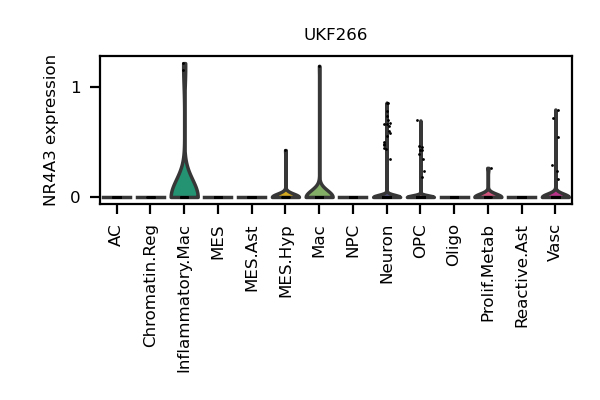 UKF266
NR4A3 expression
1
0
AC
Chromatin.Reg
Inflammatory.Mac
MES
MES.Ast
MES.Hyp
Mac
NPC
Neuron
OPC
Oligo
Prolif.Metab
Reactive.Ast
Vasc